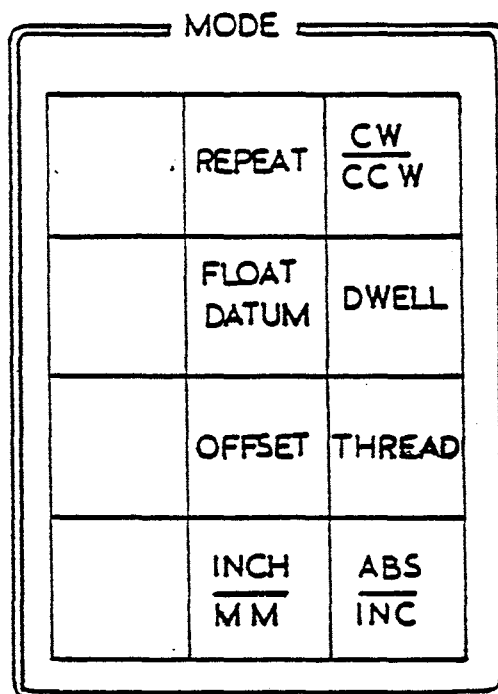 MODE
REPEAT
CW
CCW
FLOAT
DATUM
DWELL
OFFSET
THREAD
INCH
MM
ABS
INC